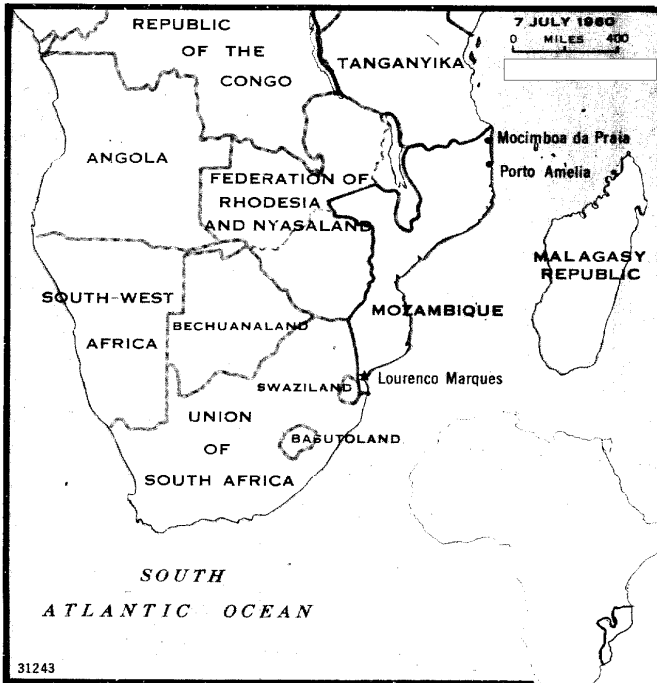 REPUBLIC
OF THE
CONGO
TANGANYIKA
7 JULY 1960
0 MILES 400
Mocimboa da Praia
Porto Amelia
ANGOLA
FEDERATION OF
RHODESIA
AND NYASALAND
MALAGASY
REPUBLIC
SOUTH-WEST
AFRICA
BECHUANALAND
MOZAMBIQUE
Lourenco Marques
SWAZILAND
UNION
OF
SOUTH AFRICA
BASUTOLAND
SOUTH
ATLANTIC OCEAN
31243